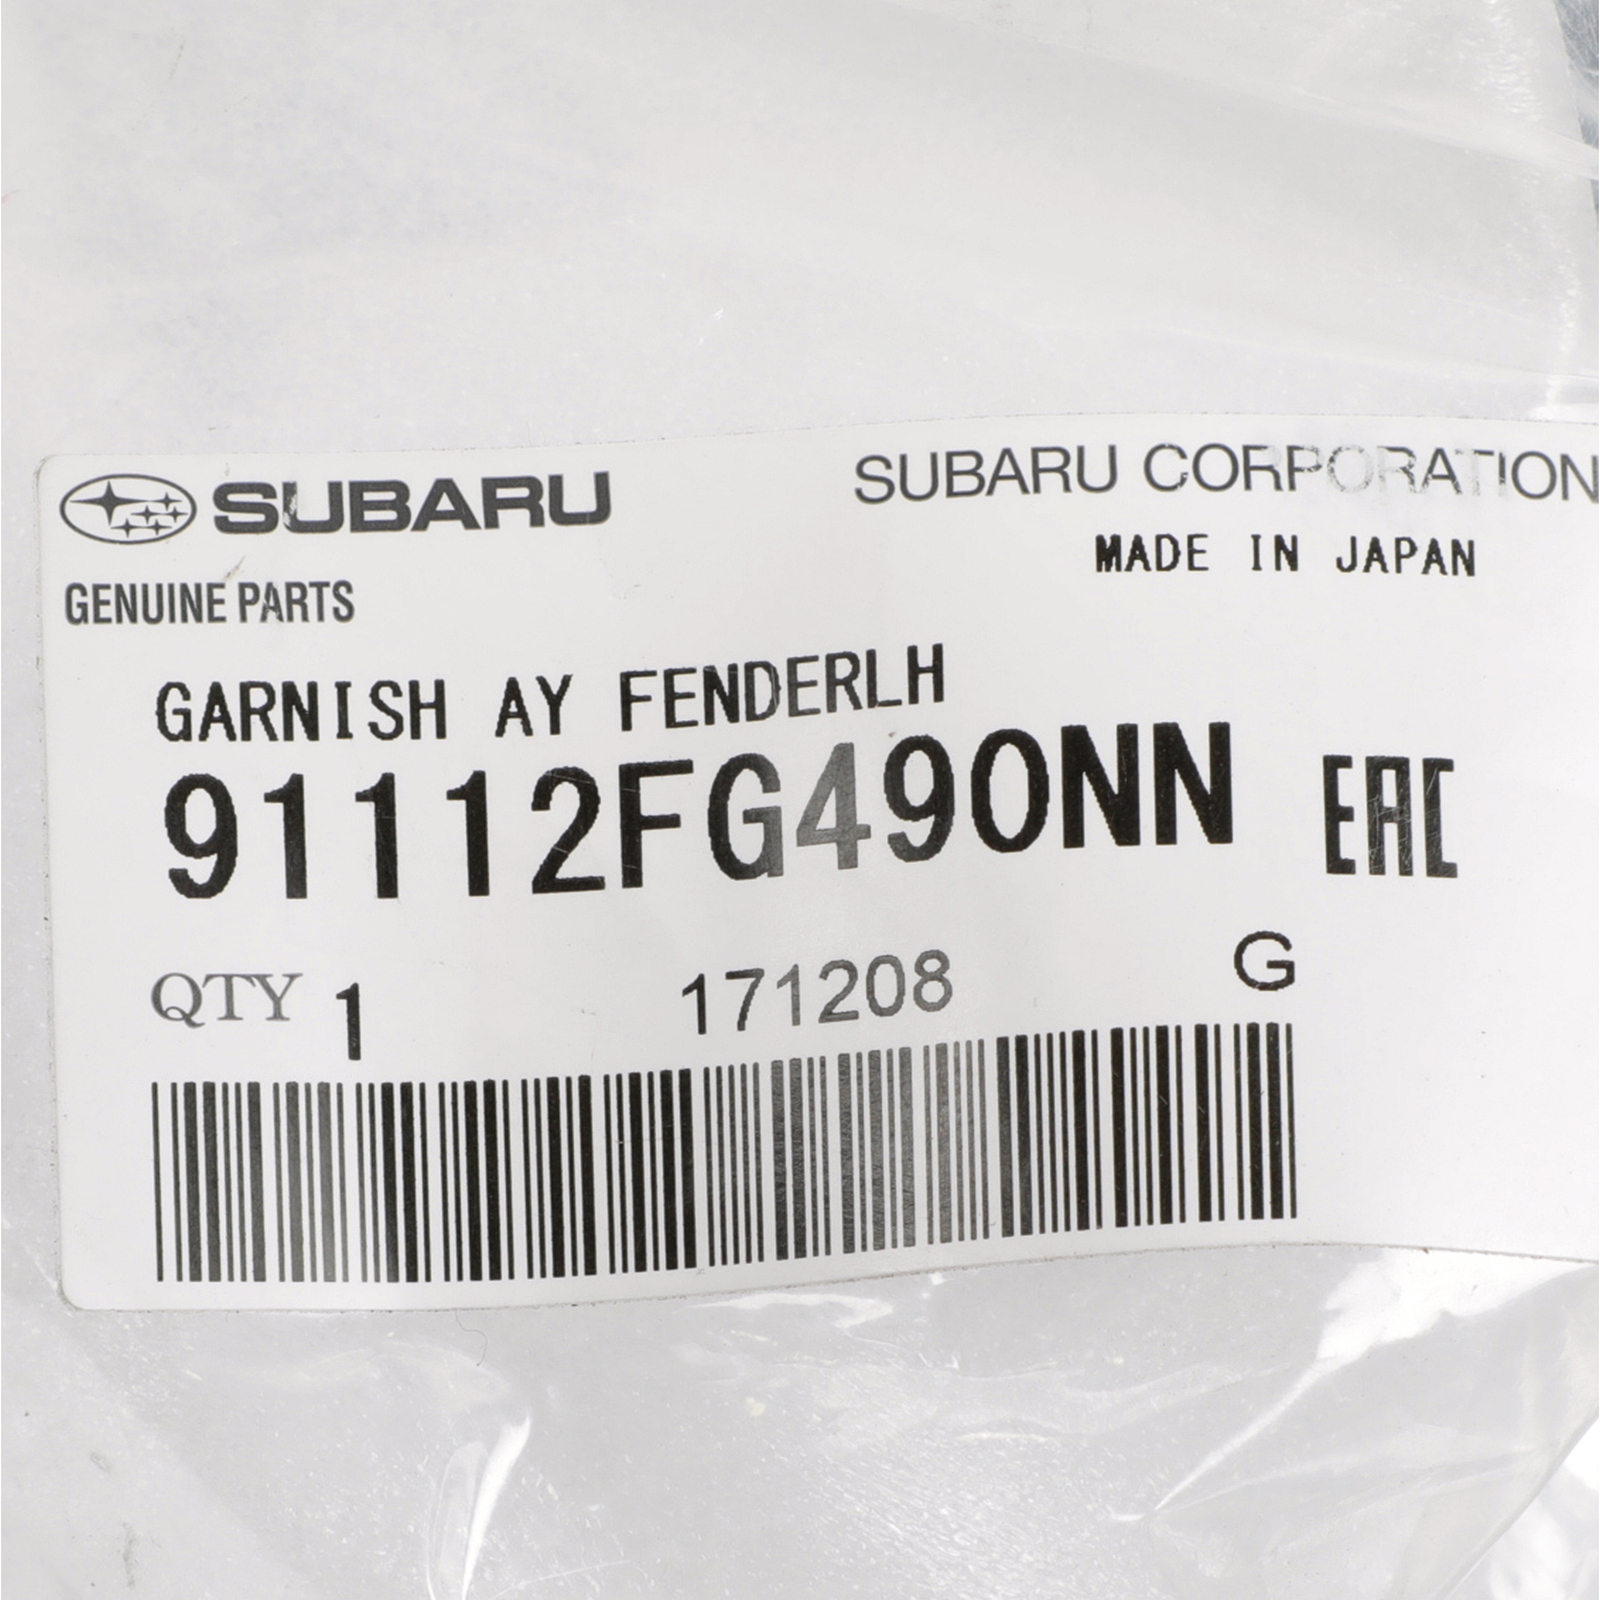 SUBARU
SUBARU CORPORATION
MADE IN JAPAN
GENUINE PARTS
GARNISH AY FENDERLH
91112FG490NN
EAC
QTY 1 171208 G